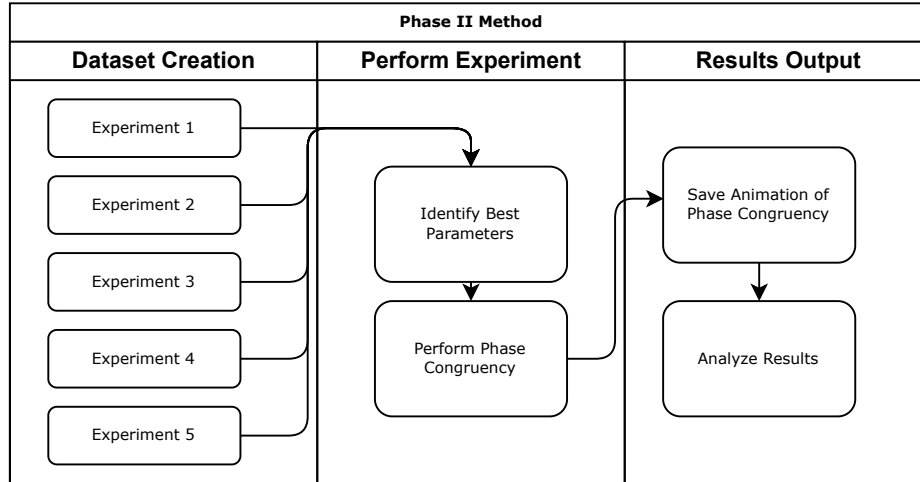 Phase II Method
Dataset Creation
Perform Experiment
Results Output
Experiment 1
Experiment 2
Experiment 3
Experiment 4
Experiment 5
Identify Best
Parameters
Perform Phase
Congruency
Save Animation of
Phase Congruency
Analyze Results